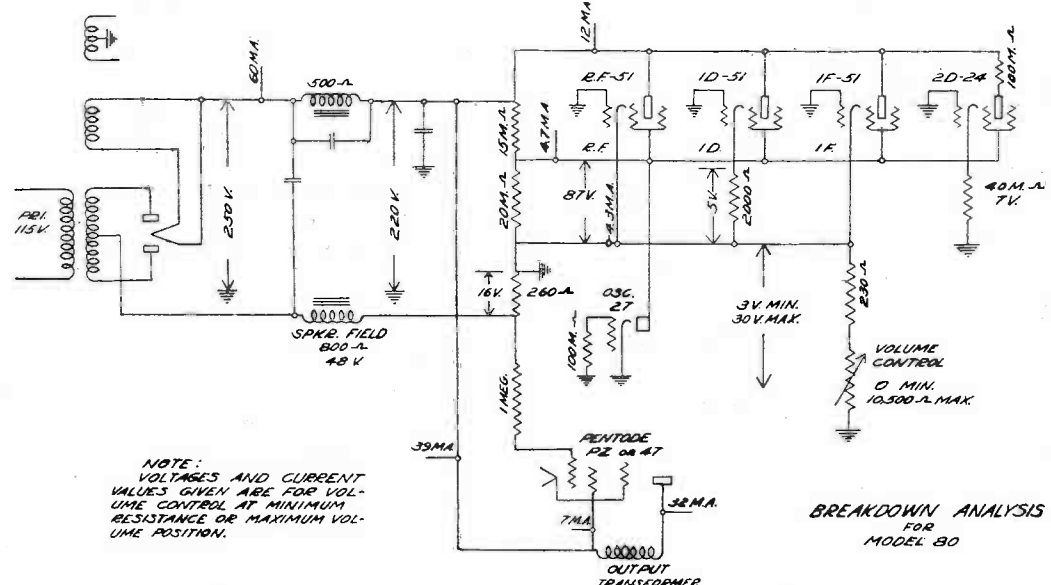 12 MA.
60 MA.
500 Ω
R.F-51
1D-51
1F-51
2D-24
100 M. Ω
15 M. Ω
4.7 M.A.
R.F.
1D.
1F.
PRI.
115 V.
250 V.
220 V.
20 M. Ω
87 V.
4.3 M.A.
5 V.
2000 Ω
40 M. Ω
7 V.
16 V.
260 Ω
OSC.
27
3 V. MIN.
30 V. MAX.
230 Ω
SPKR. FIELD
800 Ω
48 V.
100 M. Ω
VOLUME
CONTROL
0 MIN.
10,500 Ω MAX.
1 MEG.
39 M.A.
PENTODE
PZ OR 47
32 M.A.
7 M.A.
OUTPUT
TRANSFORMER
NOTE:
VOLTAGES AND CURRENT
VALUES GIVEN ARE FOR VOL-
UME CONTROL AT MINIMUM
RESISTANCE OR MAXIMUM VOL-
UME POSITION.
BREAKDOWN ANALYSIS
FOR
MODEL 80